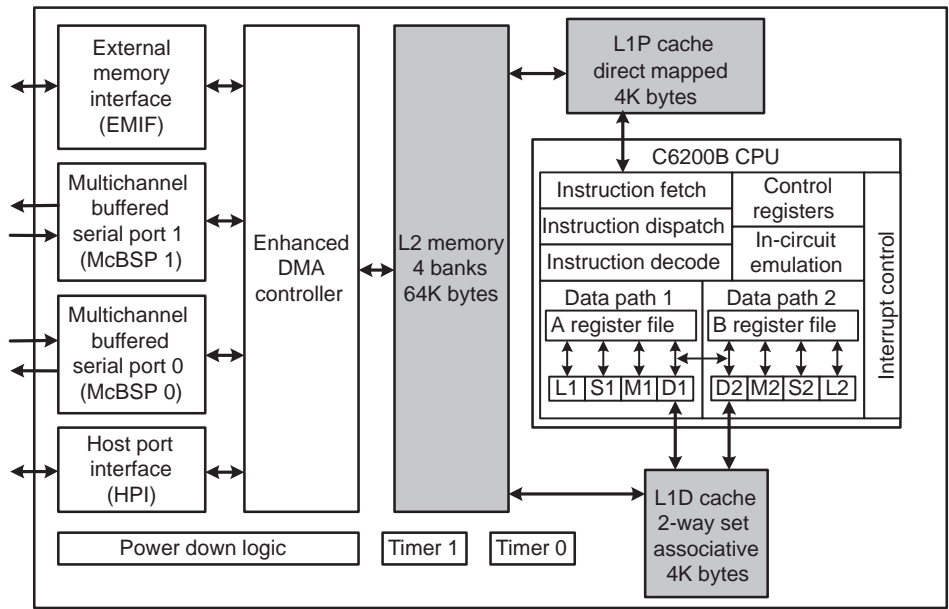 External
memory
interface
(EMIF)
Multichannel
buffered
serial port 1
(McBSP 1)
Multichannel
buffered
serial port 0
(McBSP 0)
Host port
interface
(HPI)
Enhanced
DMA
controller
L2 memory
4 banks
64K bytes
L1P cache
direct mapped
4K bytes
C6200B CPU
Instruction fetch
Instruction dispatch
Instruction decode
Control
registers
In-circuit
emulation
Interrupt control
Data path 1
A register file
L1 S1 M1 D1
Data path 2
B register file
D2 M2 S2 L2
L1D cache
2-way set
associative
4K bytes
Power down logic
Timer 1
Timer 0